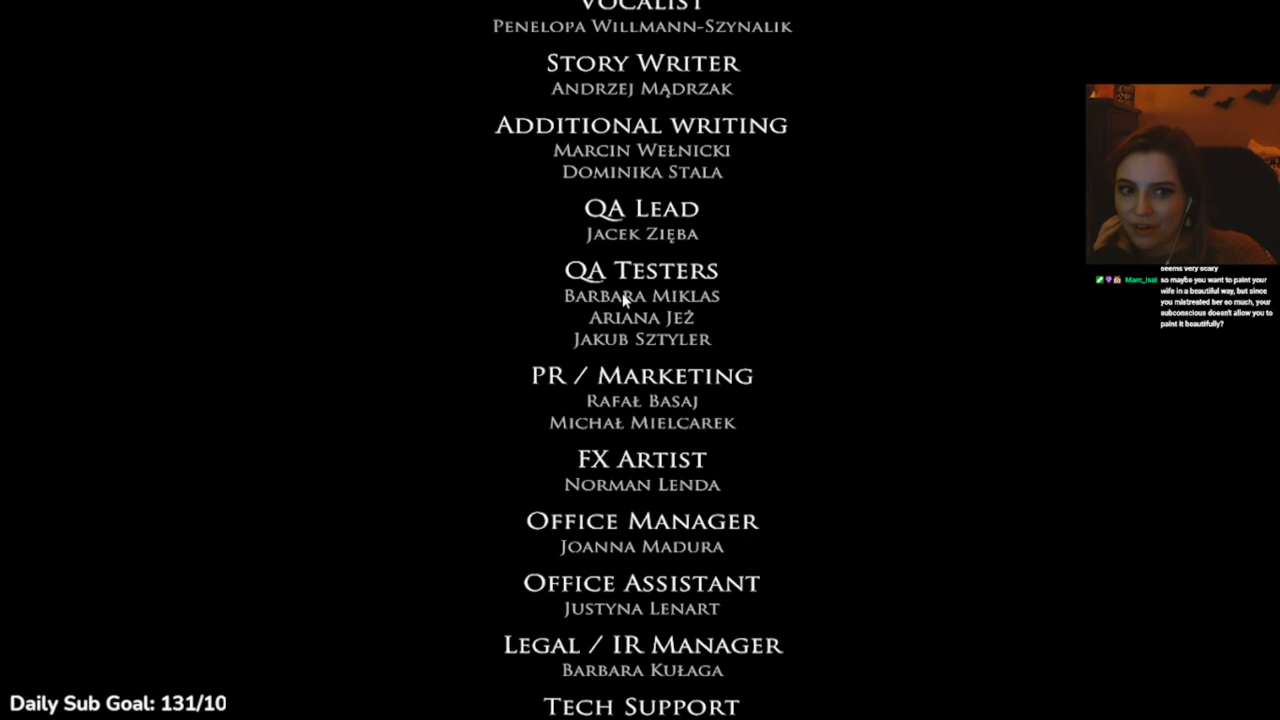 VOCALIST
PENELOPA WILLMANN-SZYNALIK
STORY WRITER
ANDRZEJ MĄDRZAK
ADDITIONAL WRITING
MARCIN WEŁNICKI
DOMINIKA STALA
QA LEAD
JACEK ZIĘBA
QA TESTERS
BARBARA MIKLAS
ARIANA JEŻ
JAKUB SZTYLER
PR / MARKETING
RAFAŁ BASAJ
MICHAŁ MIELCAREK
FX ARTIST
NORMAN LENDA
OFFICE MANAGER
JOANNA MADURA
OFFICE ASSISTANT
JUSTYNA LENART
LEGAL / IR MANAGER
BARBARA KUŁAGA
TECH SUPPORT
seems very scary
Marc_Isai so maybe you want to paint your
wife in a beautiful way, but since
you mistreated her so much, your
subconscious doesn't allow you to
paint it beautifully?
Daily Sub Goal: 131/10